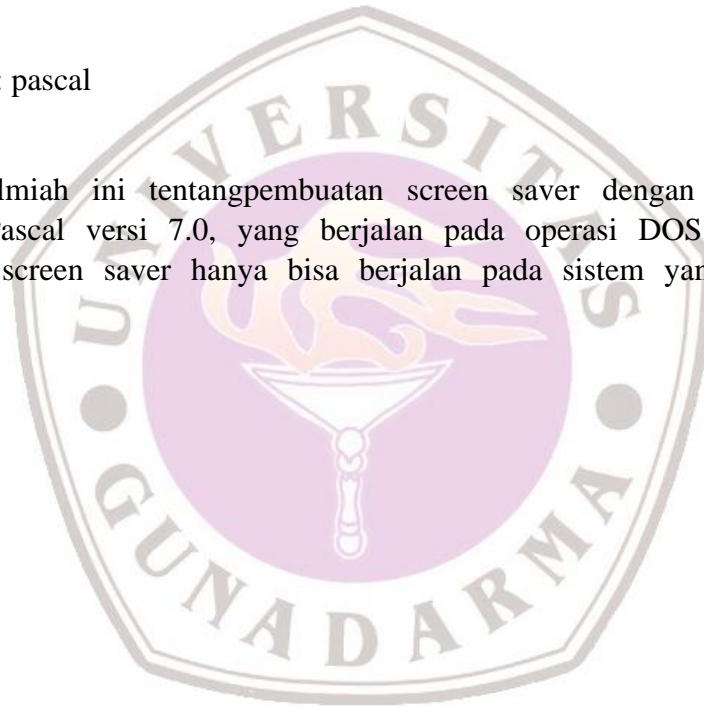 : pascal
lmiah ini tentangpembuatan screen saver dengan
Pascal versi 7.0, yang berjalan pada operasi DOS
screen saver hanya bisa berjalan pada sistem yan
UNIVERSITAS
GUNADARMA